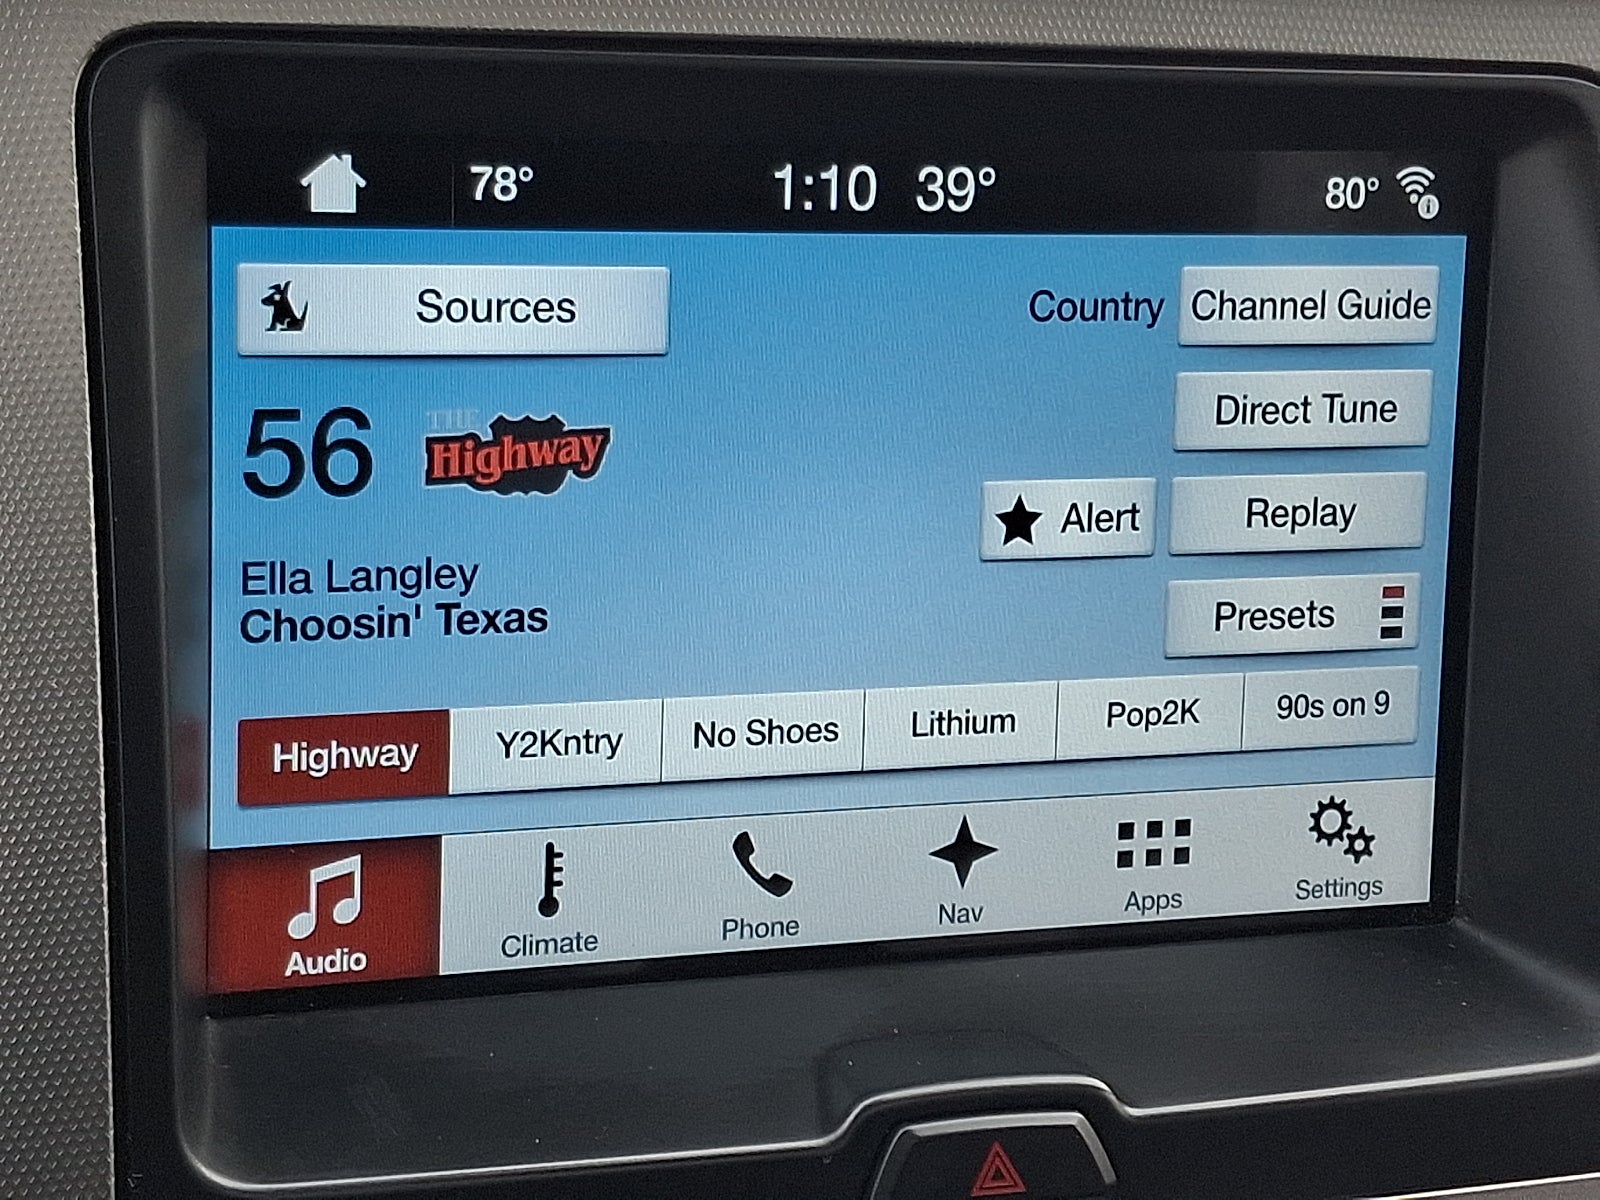 78° 1:10 39° 80°
Sources
Country Channel Guide
Direct Tune
56 THE Highway
Alert Replay
Ella Langley
Choosin' Texas
Presets
Highway Y2Kntry No Shoes Lithium Pop2K 90s on 9
Audio Climate Phone Nav Apps Settings